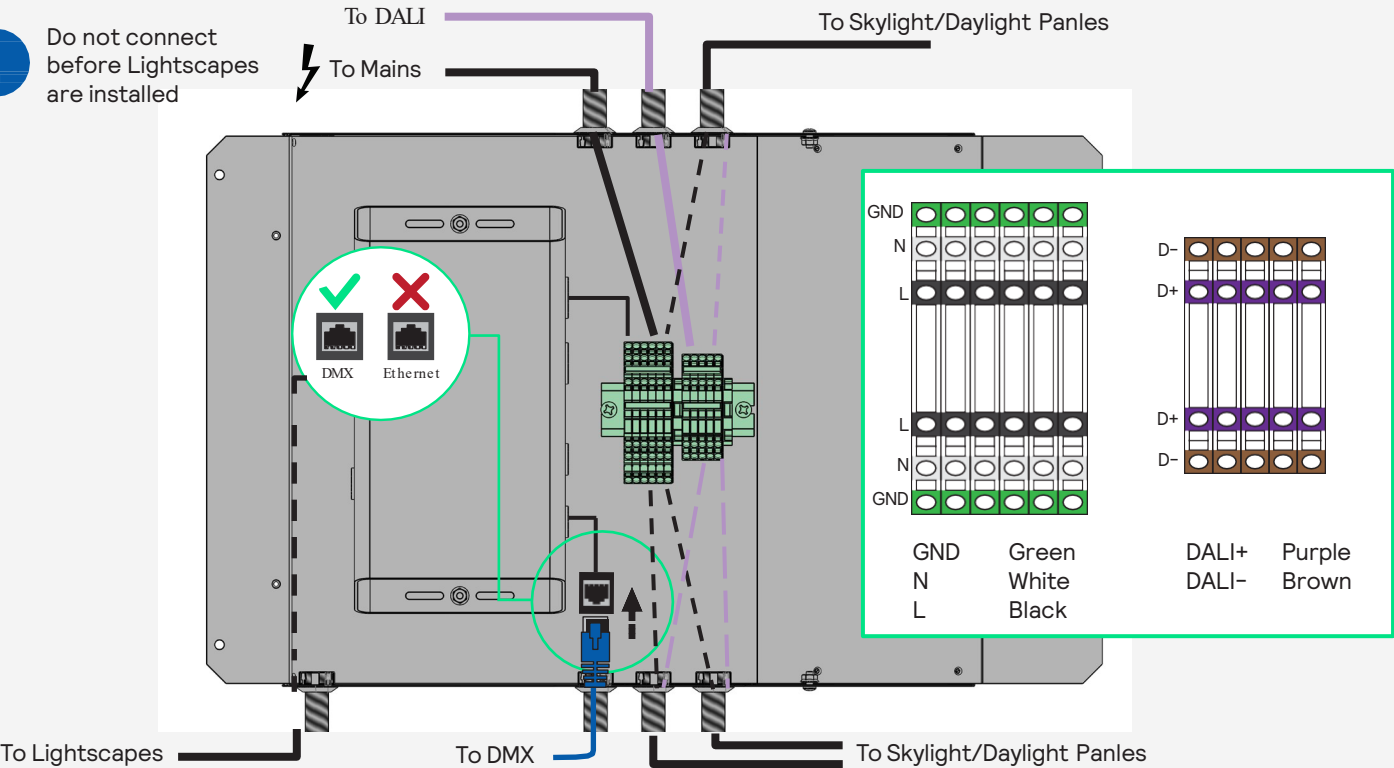 To DALI
To Skylight/Daylight Panles
Do not connect
before Lightscapes
are installed
To Mains
GND
N
L
L
N
GND
D-
D+
D+
D-
DMX
Ethernet
GND Green
N White
L Black
DALI+ Purple
DALI- Brown
To Lightscapes
To DMX
To Skylight/Daylight Panles